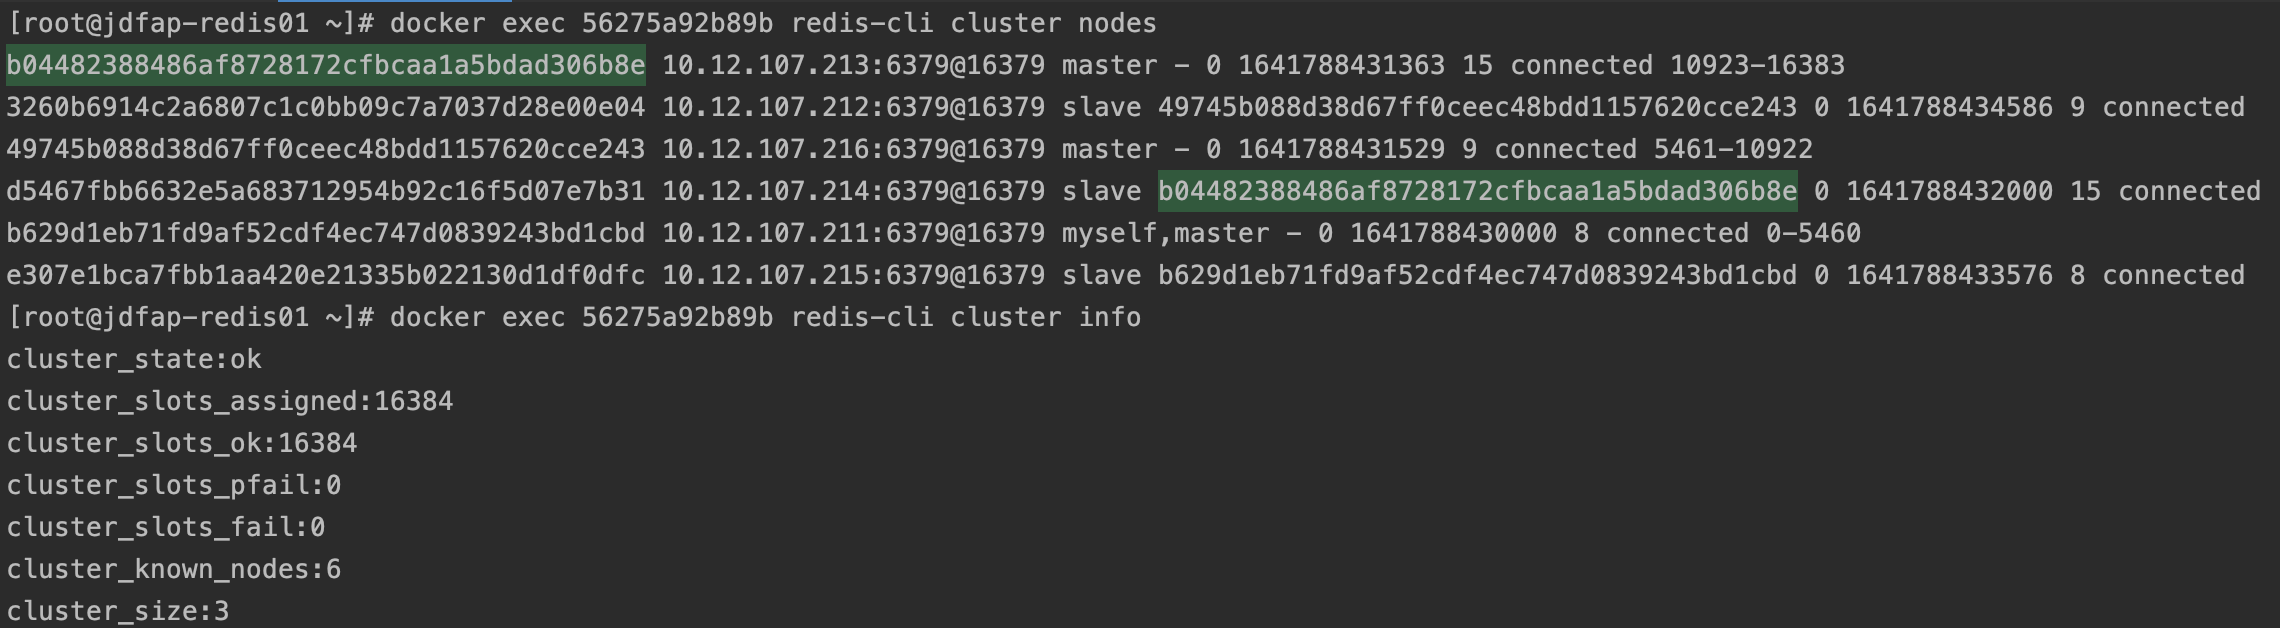 [root@jdfap-redis01 ~]# docker exec 56275a92b89b redis-cli cluster nodes
b04482388486af8728172cfbcaa1a5bdad306b8e 10.12.107.213:6379@16379 master - 0 1641788431363 15 connected 10923-16383
3260b6914c2a6807c1c0bb09c7a7037d28e00e04 10.12.107.212:6379@16379 slave 49745b088d38d67ff0ceec48bdd1157620cce243 0 1641788434586 9 connected
49745b088d38d67ff0ceec48bdd1157620cce243 10.12.107.216:6379@16379 master - 0 1641788431529 9 connected 5461-10922
d5467fbb6632e5a683712954b92c16f5d07e7b31 10.12.107.214:6379@16379 slave b04482388486af8728172cfbcaa1a5bdad306b8e 0 1641788432000 15 connected
b629d1eb71fd9af52cdf4ec747d0839243bd1cbd 10.12.107.211:6379@16379 myself,master - 0 1641788430000 8 connected 0-5460
e307e1bca7fbb1aa420e21335b022130d1df0dfc 10.12.107.215:6379@16379 slave b629d1eb71fd9af52cdf4ec747d0839243bd1cbd 0 1641788433576 8 connected
[root@jdfap-redis01 ~]# docker exec 56275a92b89b redis-cli cluster info
cluster_state:ok
cluster_slots_assigned:16384
cluster_slots_ok:16384
cluster_slots_pfail:0
cluster_slots_fail:0
cluster_known_nodes:6
cluster_size:3